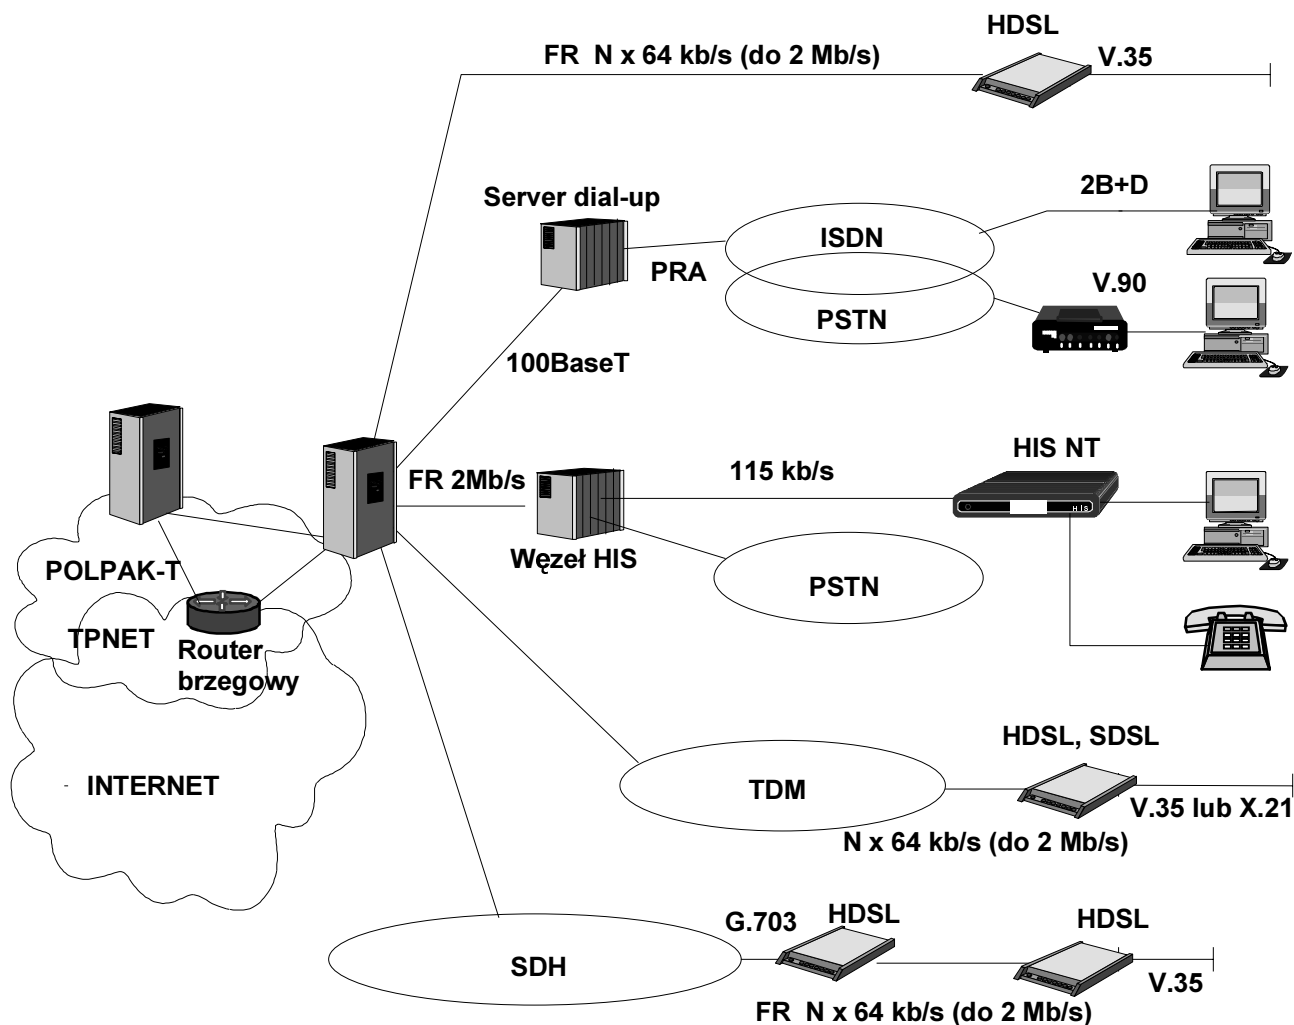 HDSL
FR N x 64 kb/s (do 2 Mb/s)
V.35
Server dial-up
2B+D
ISDN
PRA
V.90
PSTN
100BaseT
HIS NT
FR 2Mb/s
115 kb/s
HIS
Węzeł HIS
POLPAK-T
PSTN
TPNET
Router
brzegowy
HDSL, SDSL
INTERNET
TDM
V.35 lub X.21
N x 64 kb/s (do 2 Mb/s)
G.703
HDSL
HDSL
SDH
V.35
FR N x 64 kb/s (do 2 Mb/s)